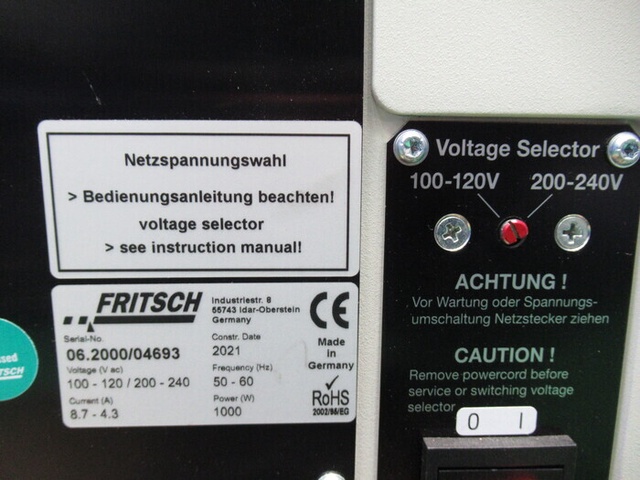 Netzspannungswahl
> Bedienungsanleitung beachten!
voltage selector
> see instruction manual!
FRITSCH
Industriestr. 8
55743 Idar-Oberstein
Germany
CE
Serial-No.
06.2000/04693
Constr. Date
2021
Made
in
Germany
Voltage (V ac)
100 - 120 / 200 - 240
Frequency (Hz)
50 - 60
Current (A)
8.7 - 4.3
Power (W)
1000
RoHS
2002/95/EG
Voltage Selector
100-120V
200-240V
ACHTUNG !
Vor Wartung oder Spannungs-
umschaltung Netzstecker ziehen
CAUTION !
Remove powercord before
service or switching voltage
selector
0 I